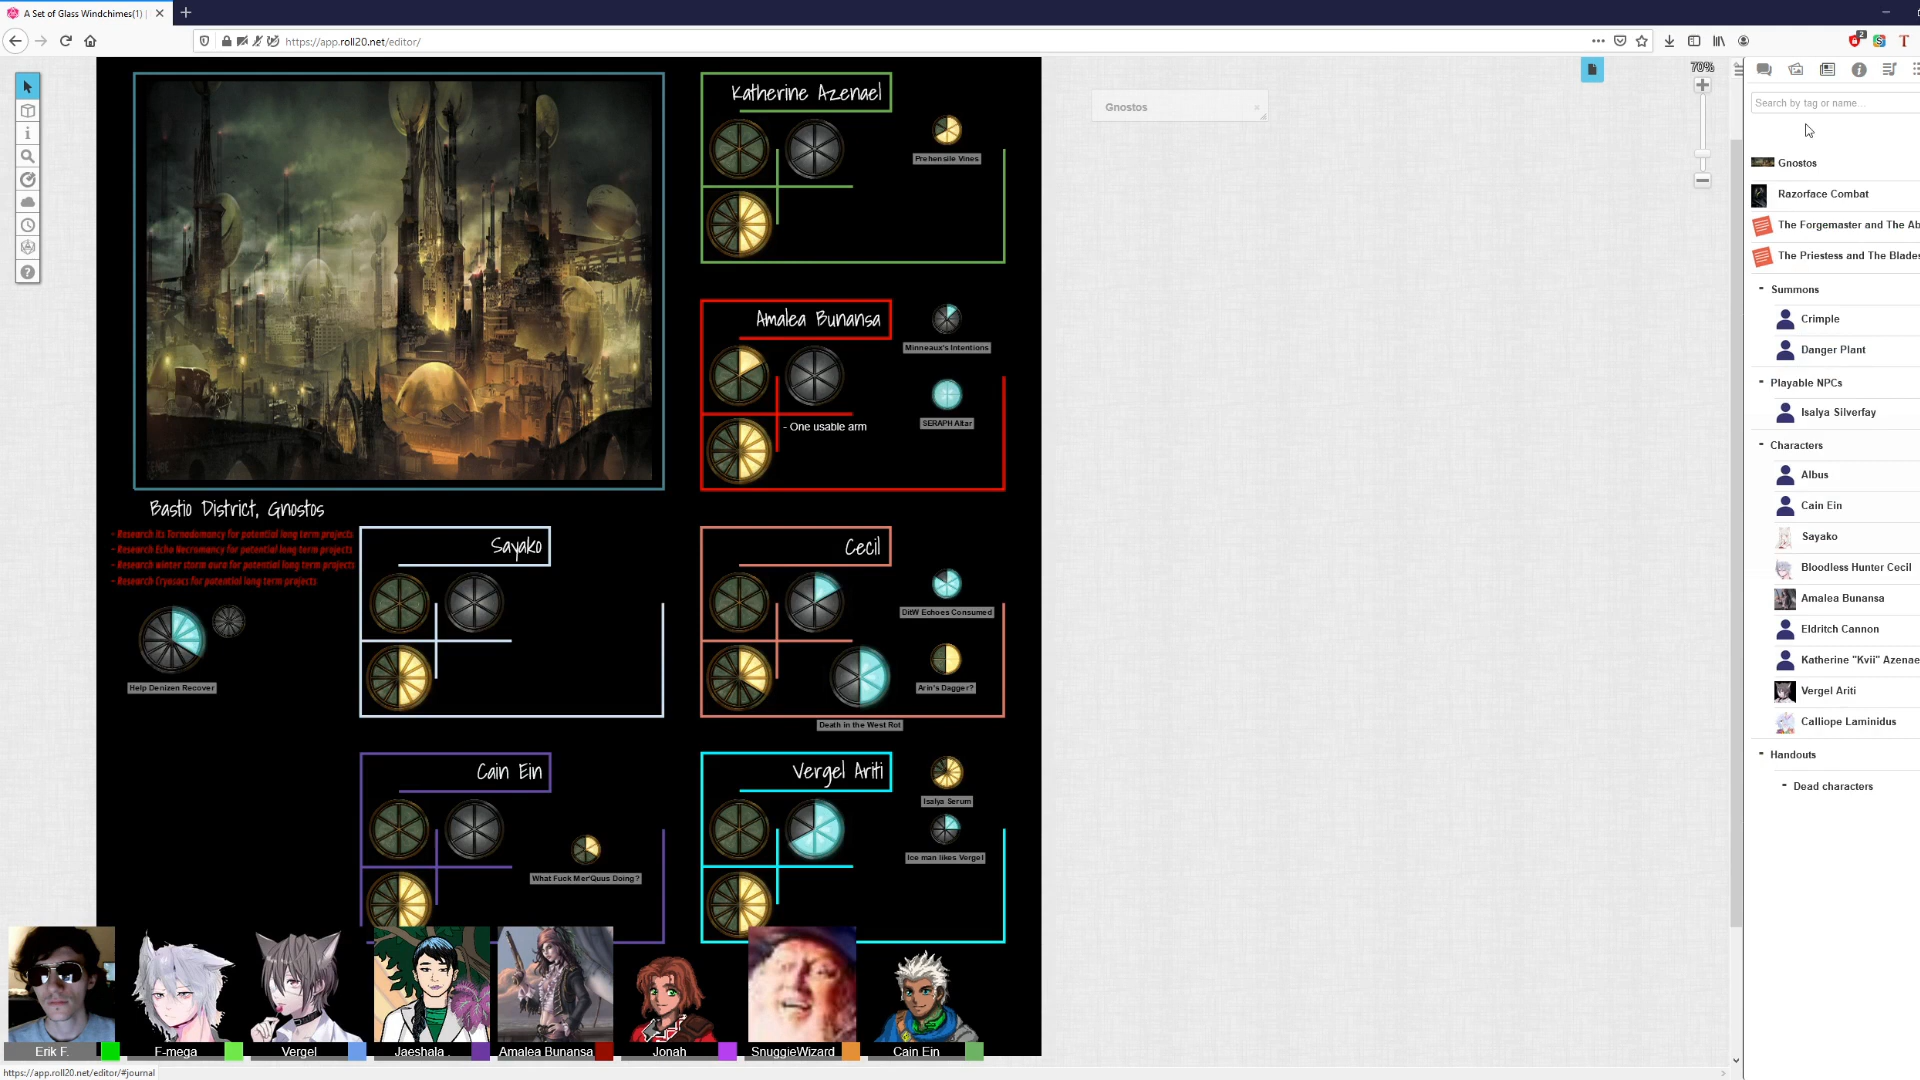 A Set of Glass Windchimes(1) |
https://app.roll20.net/editor/
2
70%
Search by tag or name...
Gnostos
Gnostos
Razorface Combat
The Forgemaster and The Ab
The Priestess and The Blades
Summons
Crimple
Danger Plant
Playable NPCs
Isalya Silverfay
Characters
Albus
Cain Ein
Sayako
Bloodless Hunter Cecil
Amalea Bunansa
Eldritch Cannon
Katherine "Kvii" Azenae
Vergel Ariti
Calliope Laminidus
Handouts
Dead characters
Katherine Azenael
Prehensile Vines
Amalea Bunansa
Minneaux's Intentions
SERAPH Altar
- One usable arm
Bastio District, Gnostos
- Research Its Tornadomancy for potential long term projects
- Research Echo Necromancy for potential long term projects
- Research winter storm aura for potential long term projects
- Research Cryosacs for potential long term projects
Help Denizen Recover
Sayako
Cecil
DitW Echoes Consumed
Arin's Dagger?
Death in the West Rot
Cain Ein
What Fuck Mer'Quus Doing?
Vergel Ariti
Isalya Serum
Ice man likes Vergel
Erik F.
F-mega
Vergel
Jaeshala .
Amalea Bunansa
Jonah
SnuggieWizard
Cain Ein
https://app.roll20.net/editor/#journal